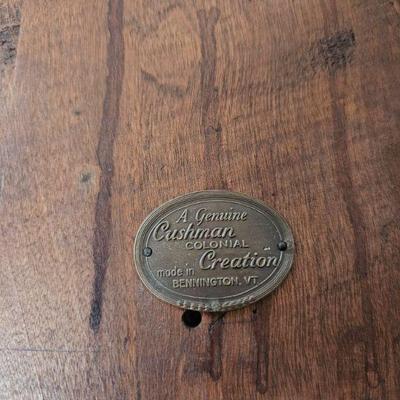 A Genuine
Cushman
COLONIAL
Creation
made in
BENNINGTON, VT.